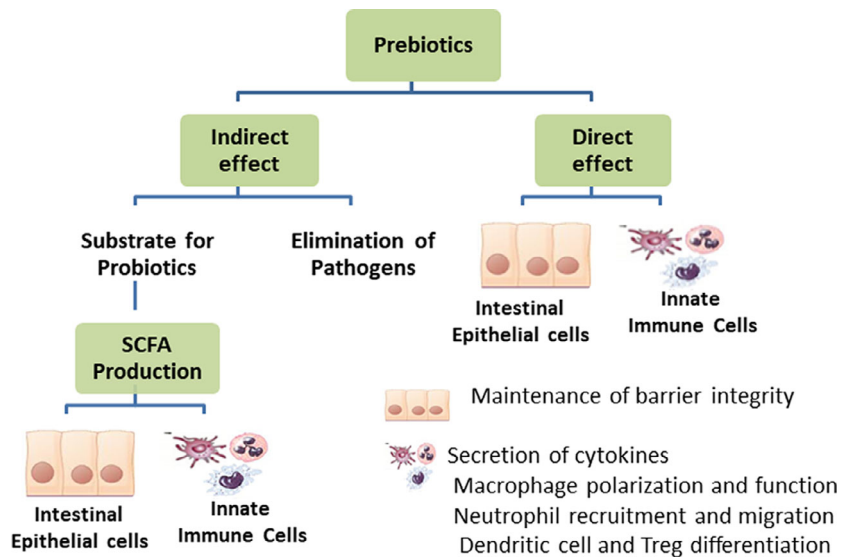 Prebiotics
Indirect
effect
Direct
effect
Substrate for
Probiotics
Elimination of
Pathogens
Intestinal
Epithelial cells
Innate
Immune Cells
SCFA
Production
Intestinal
Epithelial cells
Innate
Immune Cells
Maintenance of barrier integrity
Secretion of cytokines
Macrophage polarization and function
Neutrophil recruitment and migration
Dendritic cell and Treg differentiation